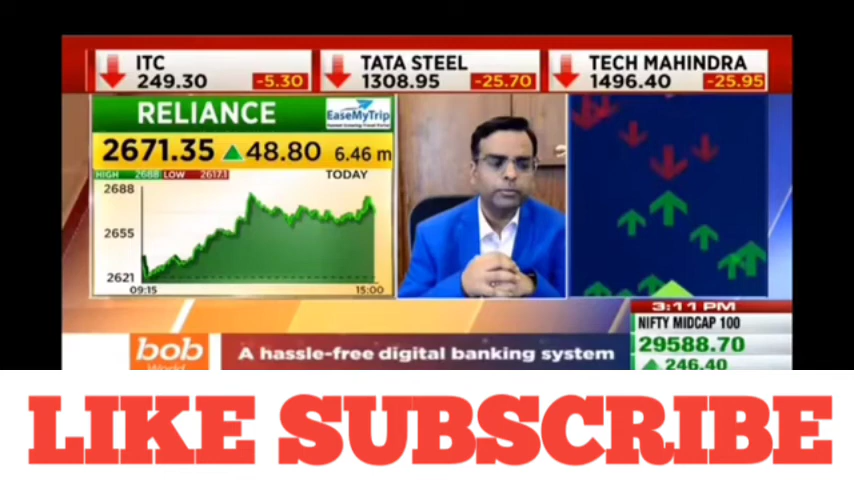 ITC
249.30 -5.30
TATA STEEL
1308.95 -25.70
TECH MAHINDRA
1496.40 -25.95
RELIANCE
EaseMyTrip
2671.35 48.80 6.46 m
HIGH 2688 LOW 2617.1
TODAY
2688
2655
2621
09:15 15:00
3:11 PM
NIFTY MIDCAP 100
29588.70
246.40
bob
World
A hassle-free digital banking system
LIKE SUBSCRIBE